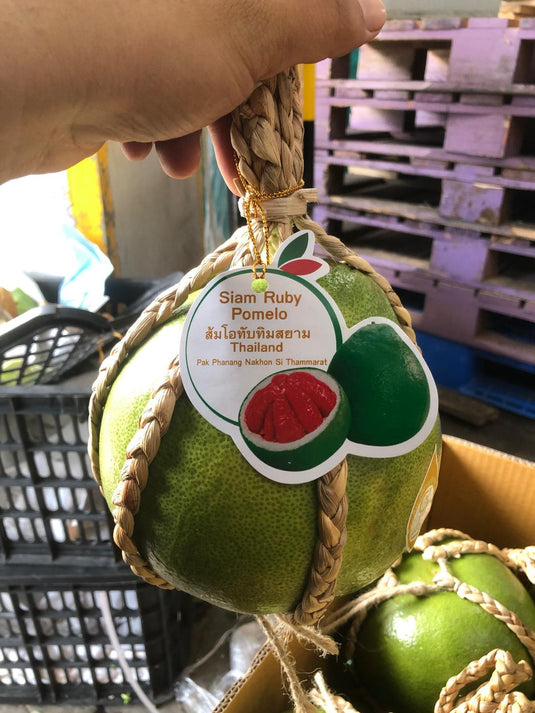 Siam Ruby
Pomelo
ส้มโอทับทิมสยาม
Thailand
Pak Phanang Nakhon Si Thammarat